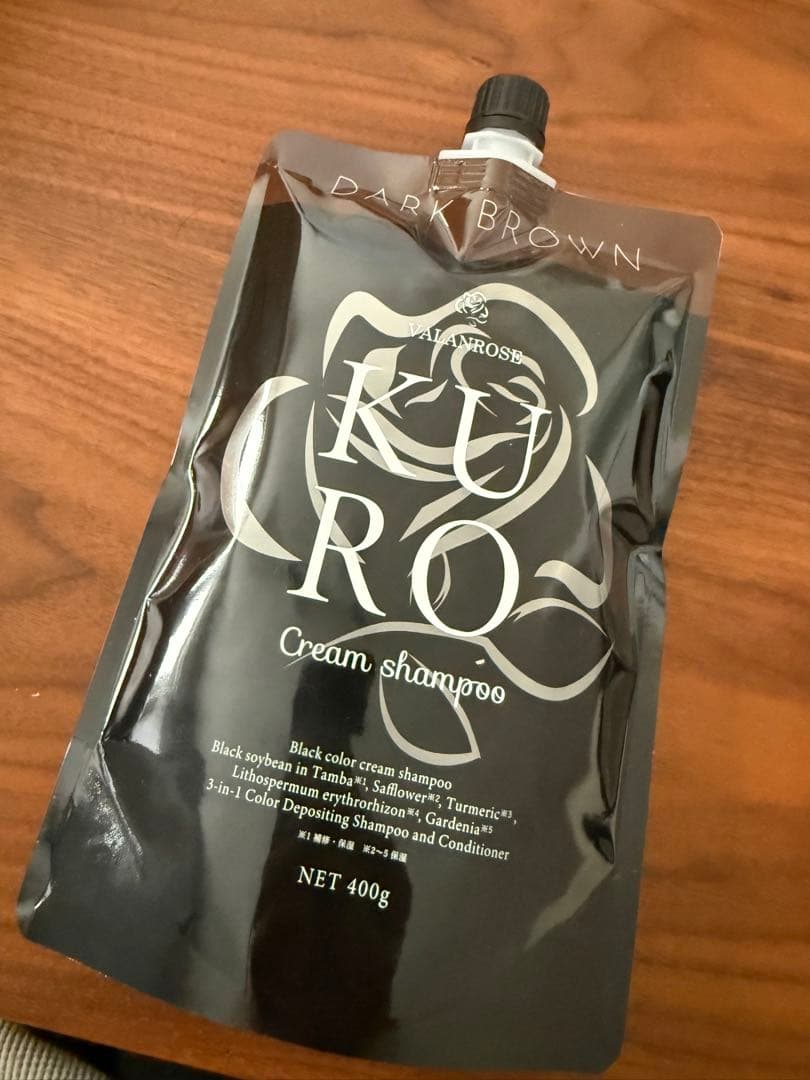 DARK BROWN
VALANROSE
KU
RO
Cream shampoo
Black color cream shampoo
Black soybean in Tamba※1, Safflower※2, Turmeric※3,
Lithospermum erythrorhizon※4, Gardenia※5
3-in-1 Color Depositing Shampoo and Conditioner
※1 補修・保湿 ※2～5 保湿
NET 400g